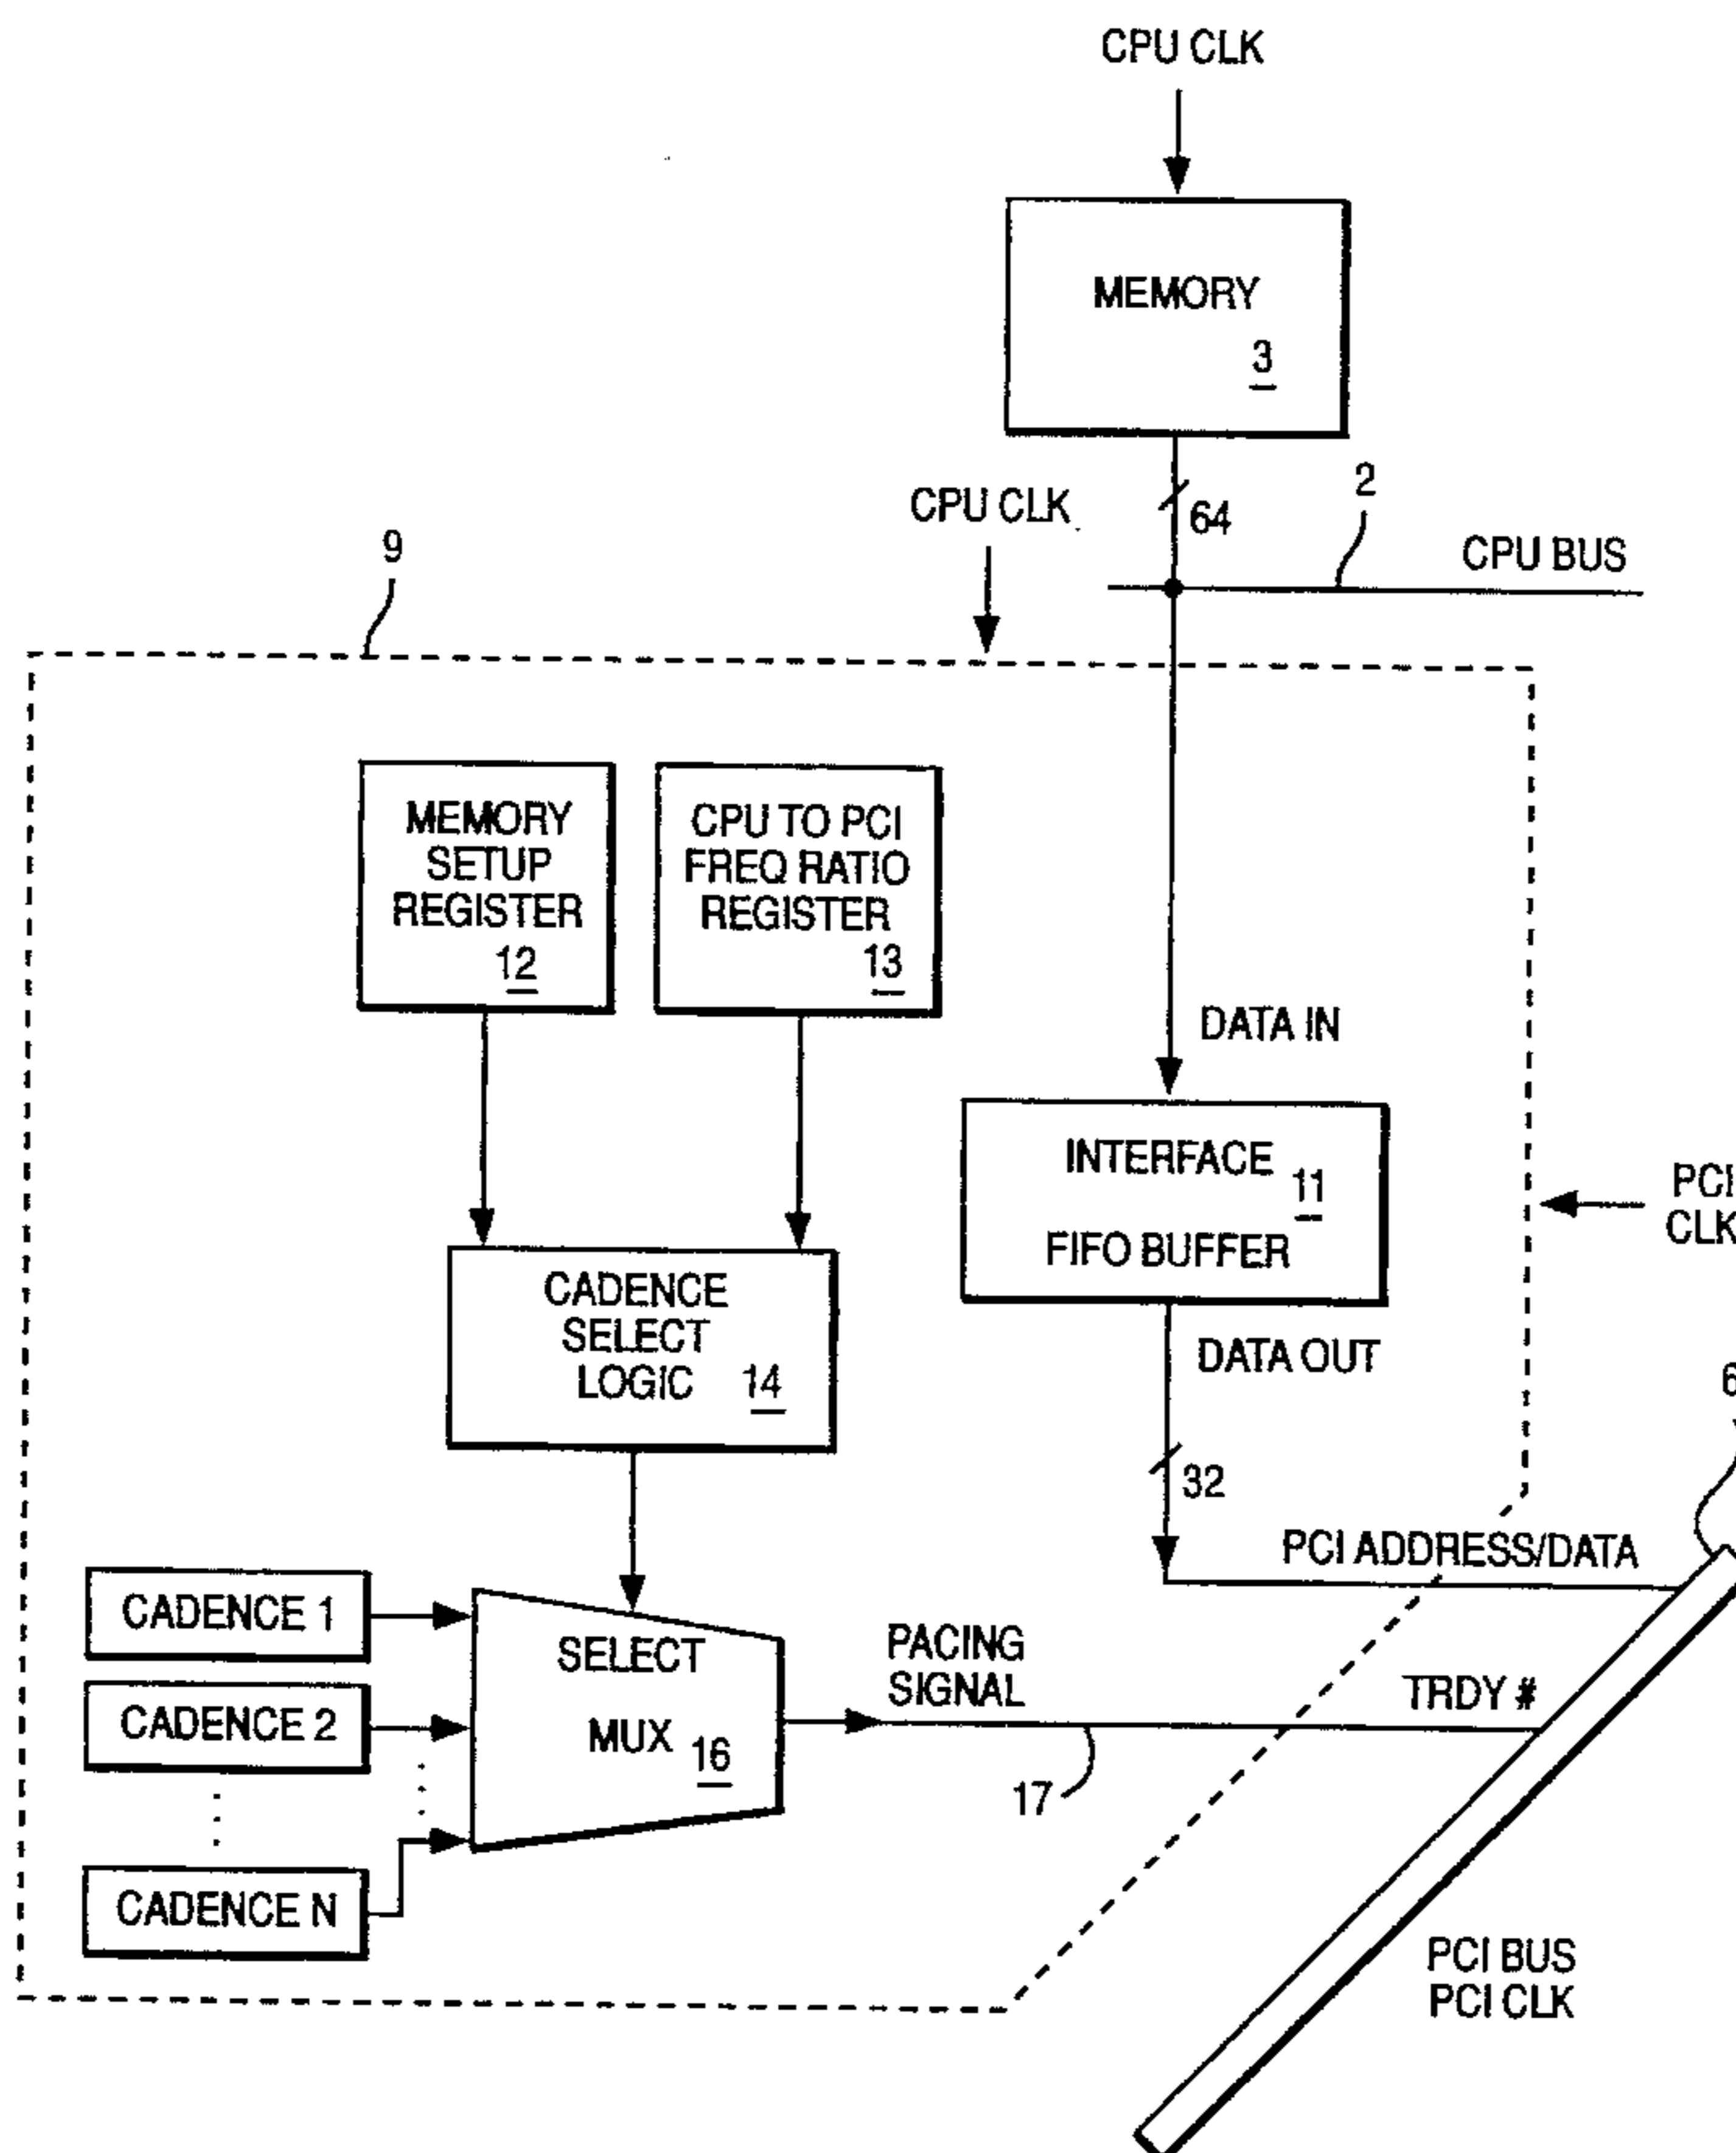 CPU CLK
MEMORY
3
64
2
CPU CLK
CPU BUS
9
MEMORY
SETUP
REGISTER
12
CPU TO PCI
FREQ RATIO
REGISTER
13
DATA IN
INTERFACE
11
FIFO BUFFER
PCI
CLK
CADENCE
SELECT
LOGIC
14
DATA OUT
6
32
PCI ADDRESS/DATA
CADENCE 1
CADENCE 2
CADENCE N
SELECT
MUX
16
PACING
SIGNAL
17
TRDY #
PCI BUS
PCI CLK